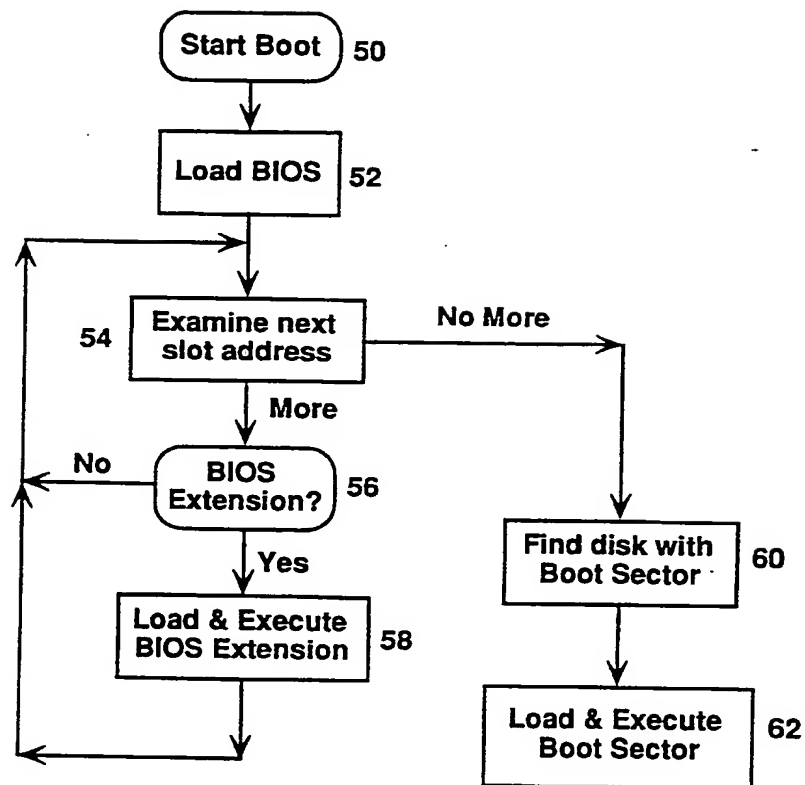 Start Boot 50
Load BIOS 52
54 Examine next
slot address
No More
More
BIOS
Extension? 56
No
Yes
Find disk with
Boot Sector 60
Load & Execute
BIOS Extension 58
Load & Execute
Boot Sector 62